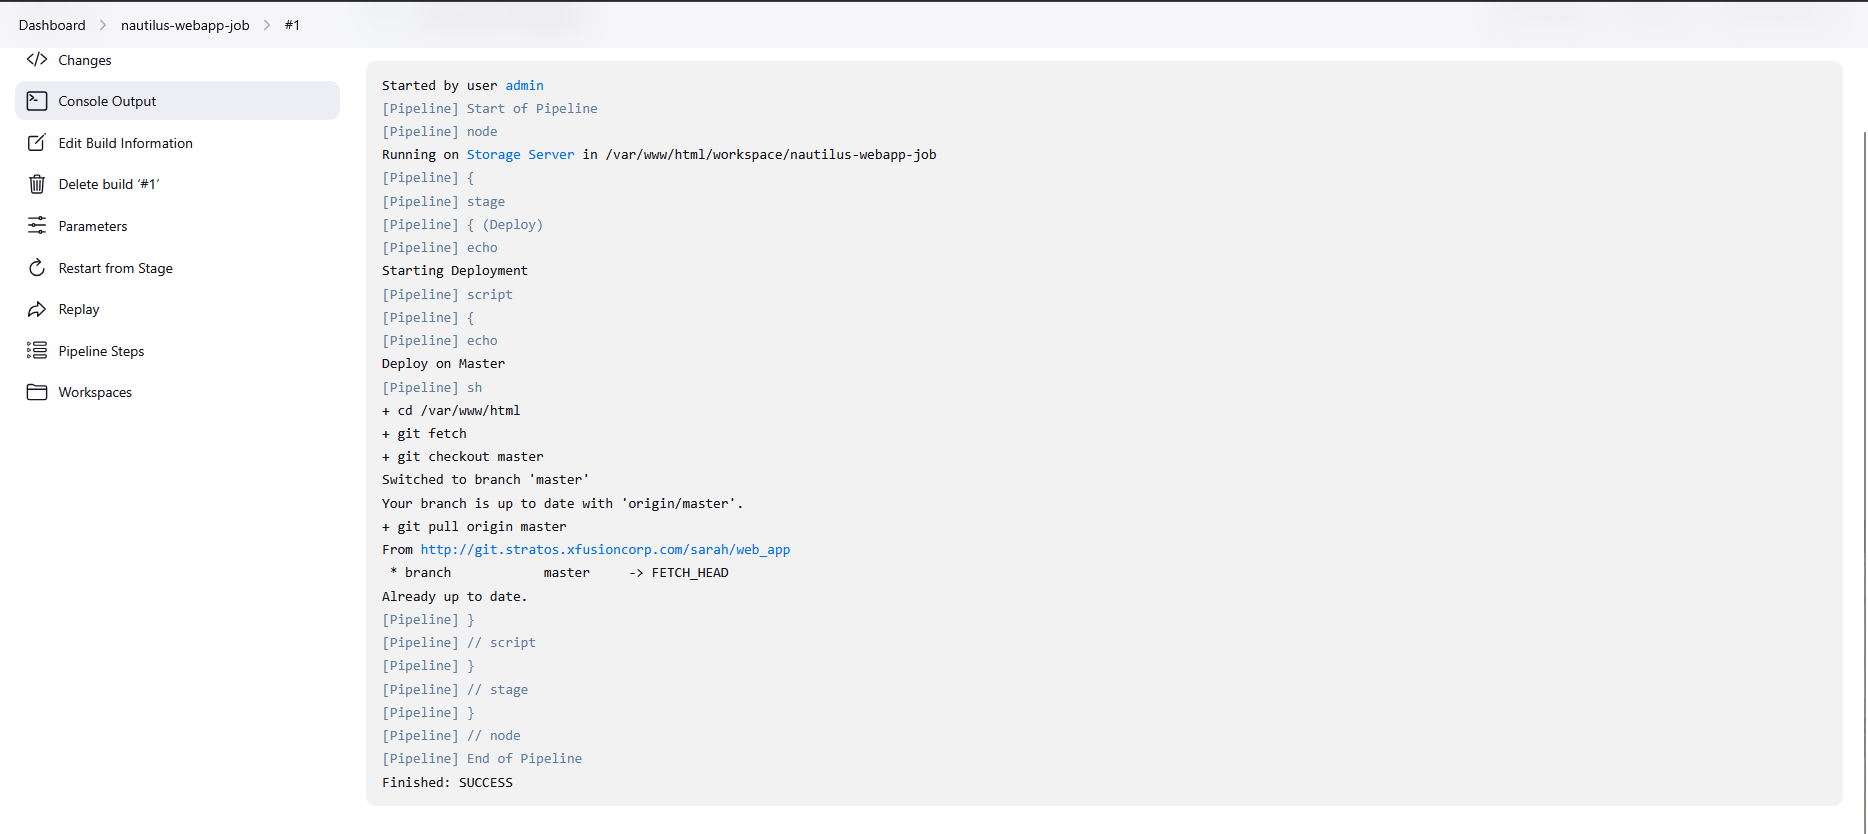 Dashboard > nautilus-webapp-job > #1
Changes
Console Output
Edit Build Information
Delete build ‘#1’
Parameters
Restart from Stage
Replay
Pipeline Steps
Workspaces
Started by user admin
[Pipeline] Start of Pipeline
[Pipeline] node
Running on Storage Server in /var/www/html/workspace/nautilus-webapp-job
[Pipeline] {
[Pipeline] stage
[Pipeline] { (Deploy)
[Pipeline] echo
Starting Deployment
[Pipeline] script
[Pipeline] {
[Pipeline] echo
Deploy on Master
[Pipeline] sh
+ cd /var/www/html
+ git fetch
+ git checkout master
Switched to branch 'master'
Your branch is up to date with 'origin/master'.
+ git pull origin master
From http://git.stratos.xfusioncorp.com/sarah/web_app
 * branch            master     -> FETCH_HEAD
Already up to date.
[Pipeline] }
[Pipeline] // script
[Pipeline] }
[Pipeline] // stage
[Pipeline] }
[Pipeline] // node
[Pipeline] End of Pipeline
Finished: SUCCESS